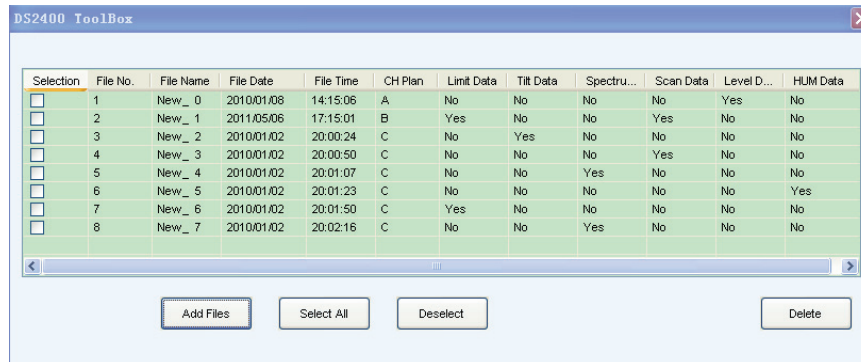 DS2400 ToolBox
Selection File No. File Name File Date File Time CH Plan Limit Data Tilt Data Spectru... Scan Data Level D... HUM Data
1 New_ 0 2010/01/08 14:15:06 A No No No No Yes No
2 New_ 1 2011/05/06 17:15:01 B Yes No No Yes No No
3 New_ 2 2010/01/02 20:00:24 C No Yes No No No No
4 New_ 3 2010/01/02 20:00:50 C No No No Yes No No
5 New_ 4 2010/01/02 20:01:07 C No No Yes No No No
6 New_ 5 2010/01/02 20:01:23 C No No No No No Yes
7 New_ 6 2010/01/02 20:01:50 C Yes No No No No No
8 New_ 7 2010/01/02 20:02:16 C No No Yes No No No
Add Files Select All Deselect Delete